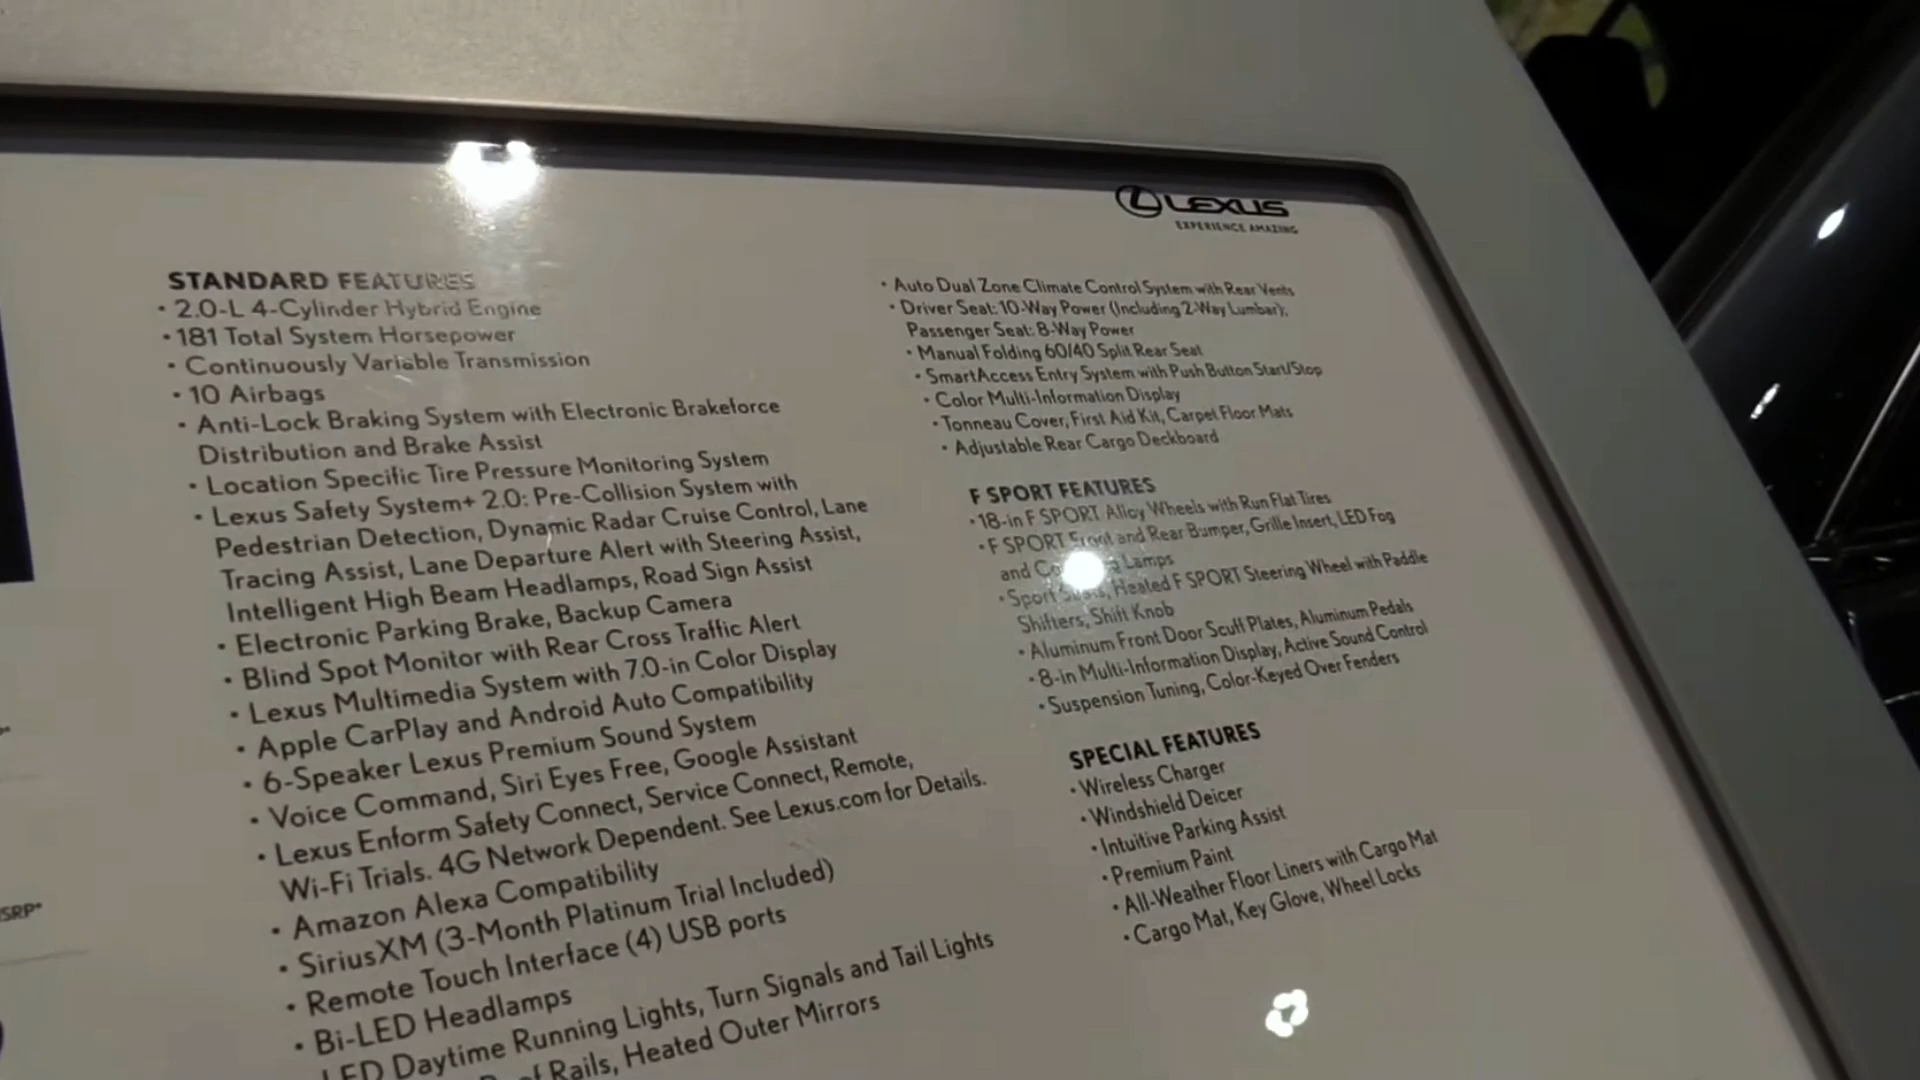 LEXUS
EXPERIENCE AMAZING
STANDARD FEATURES
• 2.0-L 4-Cylinder Hybrid Engine
• 181 Total System Horsepower
• Continuously Variable Transmission
• 10 Airbags
• Anti-Lock Braking System with Electronic Brakeforce
Distribution and Brake Assist
• Location Specific Tire Pressure Monitoring System
• Lexus Safety System+ 2.0: Pre-Collision System with
Pedestrian Detection, Dynamic Radar Cruise Control, Lane
Tracing Assist, Lane Departure Alert with Steering Assist,
Intelligent High Beam Headlamps, Road Sign Assist
• Electronic Parking Brake, Backup Camera
• Blind Spot Monitor with Rear Cross Traffic Alert
• Lexus Multimedia System with 7.0-in Color Display
• Apple CarPlay and Android Auto Compatibility
• 6-Speaker Lexus Premium Sound System
• Voice Command, Siri Eyes Free, Google Assistant
• Lexus Enform Safety Connect, Service Connect, Remote,
Wi-Fi Trials. 4G Network Dependent. See Lexus.com for Details.
• Amazon Alexa Compatibility
• SiriusXM (3-Month Platinum Trial Included)
• Remote Touch Interface (4) USB ports
• Bi-LED Headlamps
LED Daytime Running Lights, Turn Signals and Tail Lights
Rails, Heated Outer Mirrors
• Auto Dual Zone Climate Control System with Rear Vents
• Driver Seat: 10-Way Power (Including 2-Way Lumbar);
Passenger Seat: 8-Way Power
• Manual Folding 60/40 Split Rear Seat
• SmartAccess Entry System with Push Button Start/Stop
• Color Multi-Information Display
• Tonneau Cover, First Aid Kit, Carpet Floor Mats
• Adjustable Rear Cargo Deckboard
F SPORT FEATURES
• 18-in F SPORT Alloy Wheels with Run Flat Tires
• F SPORT Front and Rear Bumper, Grille Insert, LED Fog
and Lamps
• Sport Heated F SPORT Steering Wheel with Paddle
Shifters, Shift Knob
• Aluminum Front Door Scuff Plates, Aluminum Pedals
• 8-in Multi-Information Display, Active Sound Control
• Suspension Tuning, Color-Keyed Over Fenders
SPECIAL FEATURES
• Wireless Charger
• Windshield Deicer
• Intuitive Parking Assist
• Premium Paint
• All-Weather Floor Liners with Cargo Mat
• Cargo Mat, Key Glove, Wheel Locks